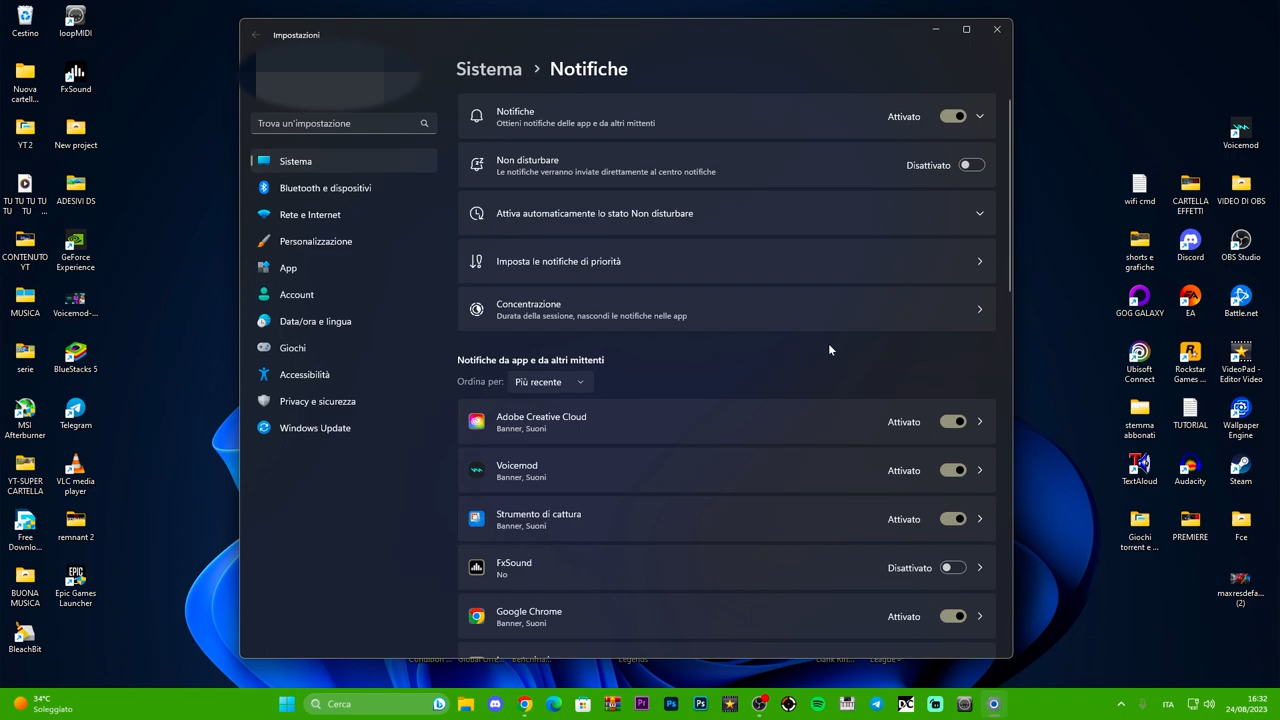 Cestino
loopMIDI
Nuova
cartell...
FxSound
YT 2
New project
TU TU TU TU
TU TU ...
ADESIVI DS
CONTENUTO
YT
GeForce
Experience
MUSICA
Voicemod-...
serie
BlueStacks 5
MSI
Afterburner
Telegram
YT-SUPER
CARTELLA
VLC media
player
Free
Downlo...
remnant 2
BUONA
MUSICA
Epic Games
Launcher
BleachBit
Impostazioni
Trova un'impostazione
Sistema
Bluetooth e dispositivi
Rete e Internet
Personalizzazione
App
Account
Data/ora e lingua
Giochi
Accessibilità
Privacy e sicurezza
Windows Update
Sistema > Notifiche
Notifiche
Ottieni notifiche delle app e da altri mittenti
Attivato
Non disturbare
Le notifiche verranno inviate direttamente al centro notifiche
Disattivato
Attiva automaticamente lo stato Non disturbare
Imposta le notifiche di priorità
Concentrazione
Durata della sessione, nascondi le notifiche nelle app
Notifiche da app e da altri mittenti
Ordina per: Più recente
Adobe Creative Cloud
Banner, Suoni
Attivato
Voicemod
Banner, Suoni
Attivato
Strumento di cattura
Banner, Suoni
Attivato
FxSound
No
Disattivato
Google Chrome
Banner, Suoni
Attivato
Voicemod
wifi cmd
CARTELLA
EFFETTI
VIDEO DI OBS
shorts e
grafiche
Discord
OBS Studio
GOG GALAXY
EA
Battle.net
Ubisoft
Connect
Rockstar
Games ...
VideoPad -
Editor Video
stemma
abbonati
TUTORIAL
Wallpaper
Engine
TextAloud
Audacity
Steam
Giochi
torrent e ...
PREMIERE
Fce
maxresdefa...
(2)
34°C
Soleggiato
Cerca
ITA
16:32
24/08/2023